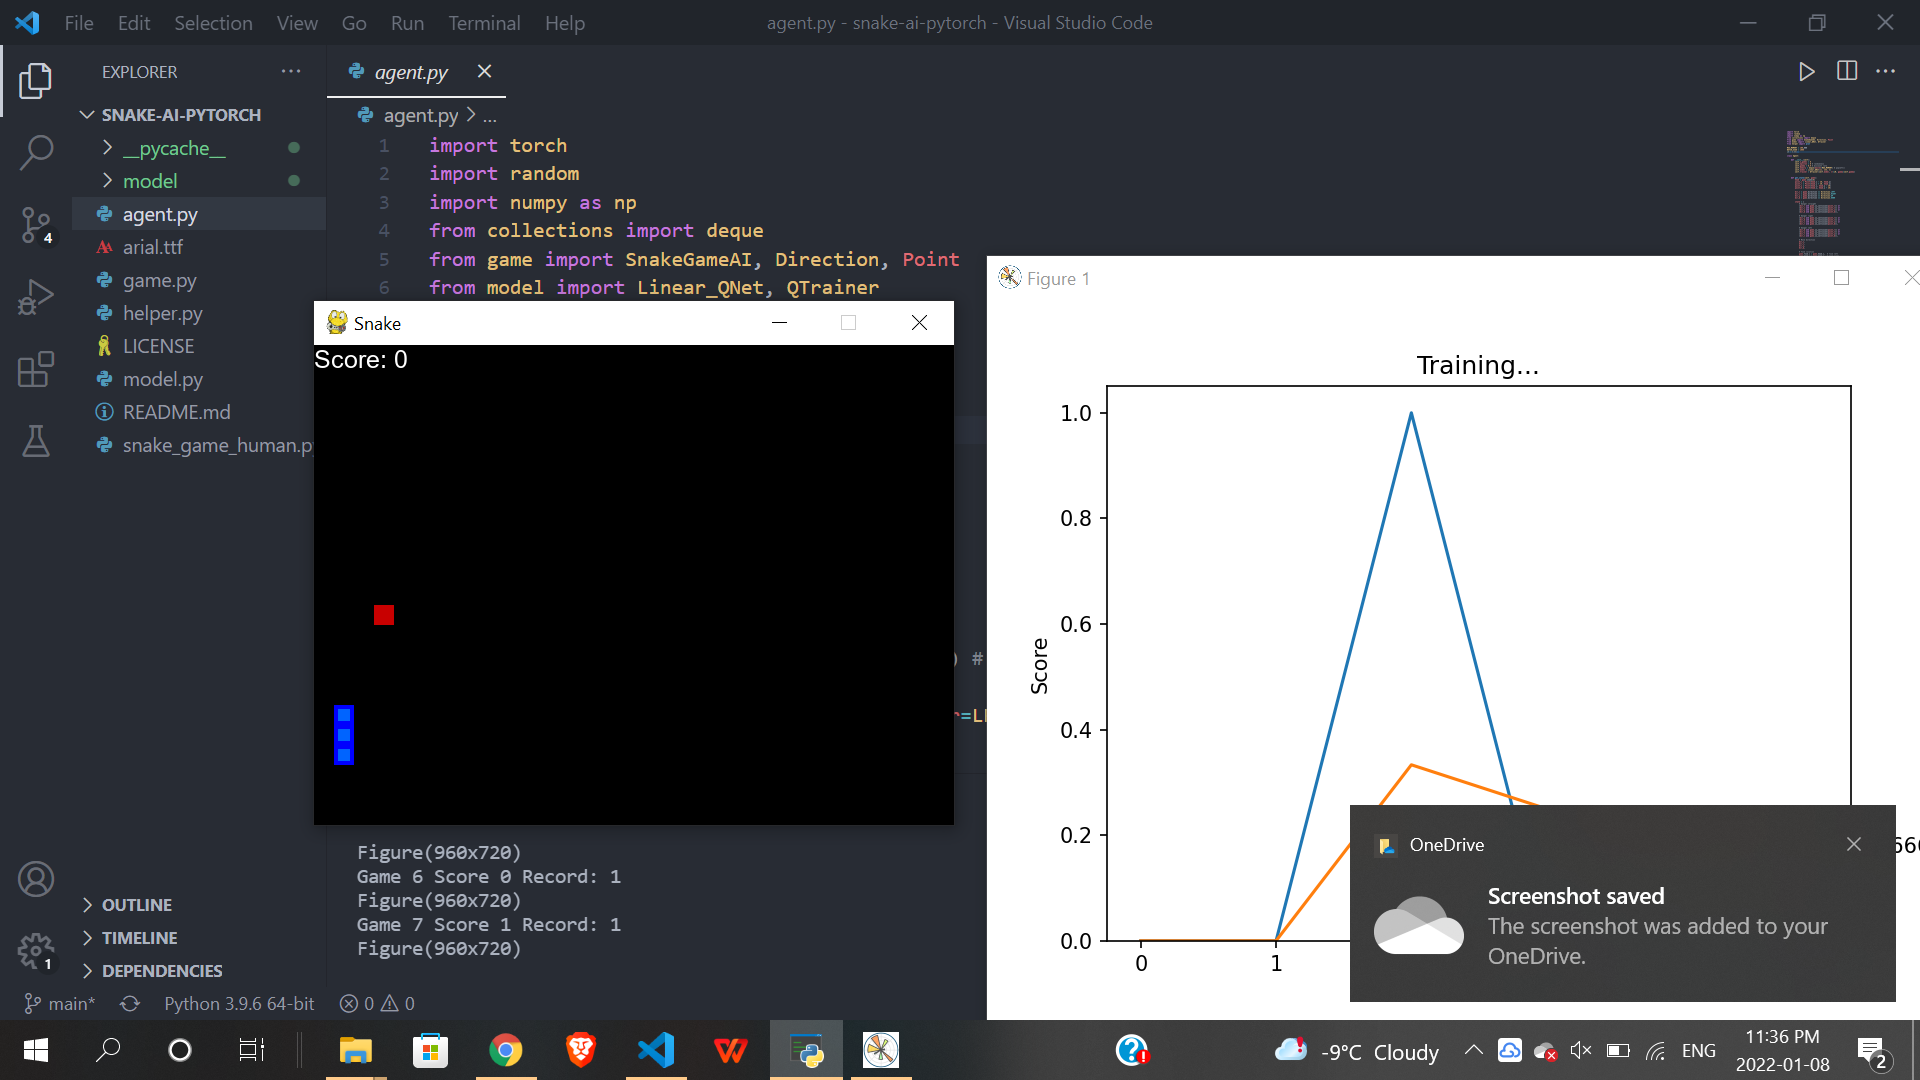 File Edit Selection View Go Run Terminal Help
agent.py - snake-ai-pytorch - Visual Studio Code
EXPLORER
SNAKE-AI-PYTORCH
__pycache__
model
agent.py
arial.ttf
game.py
helper.py
LICENSE
model.py
README.md
snake_game_human.p
4
agent.py
agent.py > ...
1 import torch
2 import random
3 import numpy as np
4 from collections import deque
5 from game import SnakeGameAI, Direction, Point
6 from model import Linear_QNet, QTrainer
) #
r=L
Snake
Score: 0
Figure 1
Training...
1.0
0.8
0.6
0.4
0.2
0.0
Score
0 1
Figure(960x720)
Game 6 Score 0 Record: 1
Figure(960x720)
Game 7 Score 1 Record: 1
Figure(960x720)
OUTLINE
TIMELINE
DEPENDENCIES
1
main* Python 3.9.6 64-bit 0 0
OneDrive
Screenshot saved
The screenshot was added to your
OneDrive.
-9°C Cloudy
ENG
11:36 PM
2022-01-08
2